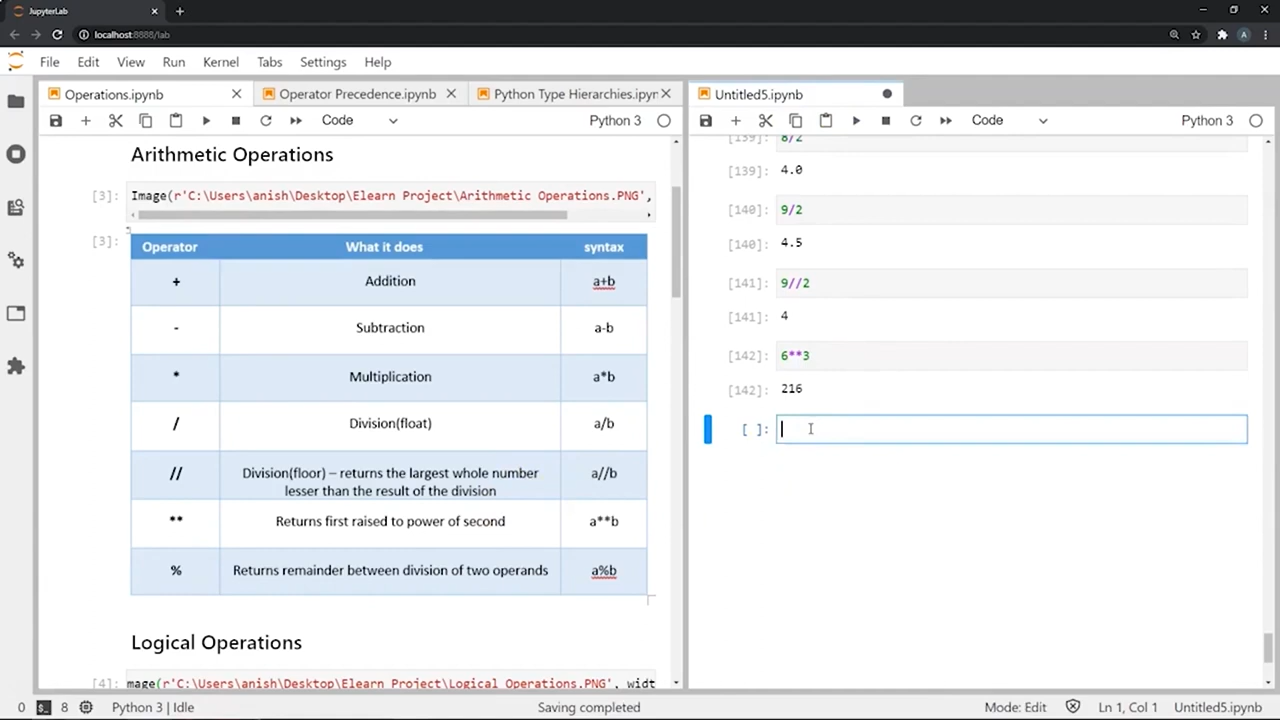 JupyterLab
localhost:8888/lab
A
File Edit View Run Kernel Tabs Settings Help
Operations.ipynb
Operator Precedence.ipynb
Python Type Hierarchies.ipyn
Code
Python 3
Arithmetic Operations
[3]: Image(r'C:\Users\anish\Desktop\Elearn Project\Arithmetic Operations.PNG',
[3]:
Operator What it does syntax
+ Addition a+b
- Subtraction a-b
* Multiplication a*b
/ Division(float) a/b
// Division(floor) – returns the largest whole number
lesser than the result of the division a//b
** Returns first raised to power of second a**b
% Returns remainder between division of two operands a%b
Logical Operations
[4]: mage(r'C:\Users\anish\Desktop\Elearn Project\Logical Operations.PNG', widt
Untitled5.ipynb
Code
Python 3
[139]: 8/2
[139]: 4.0
[140]: 9/2
[140]: 4.5
[141]: 9//2
[141]: 4
[142]: 6**3
[142]: 216
[ ]:
0 8 Python 3 | Idle
Saving completed
Mode: Edit Ln 1, Col 1 Untitled5.ipynb